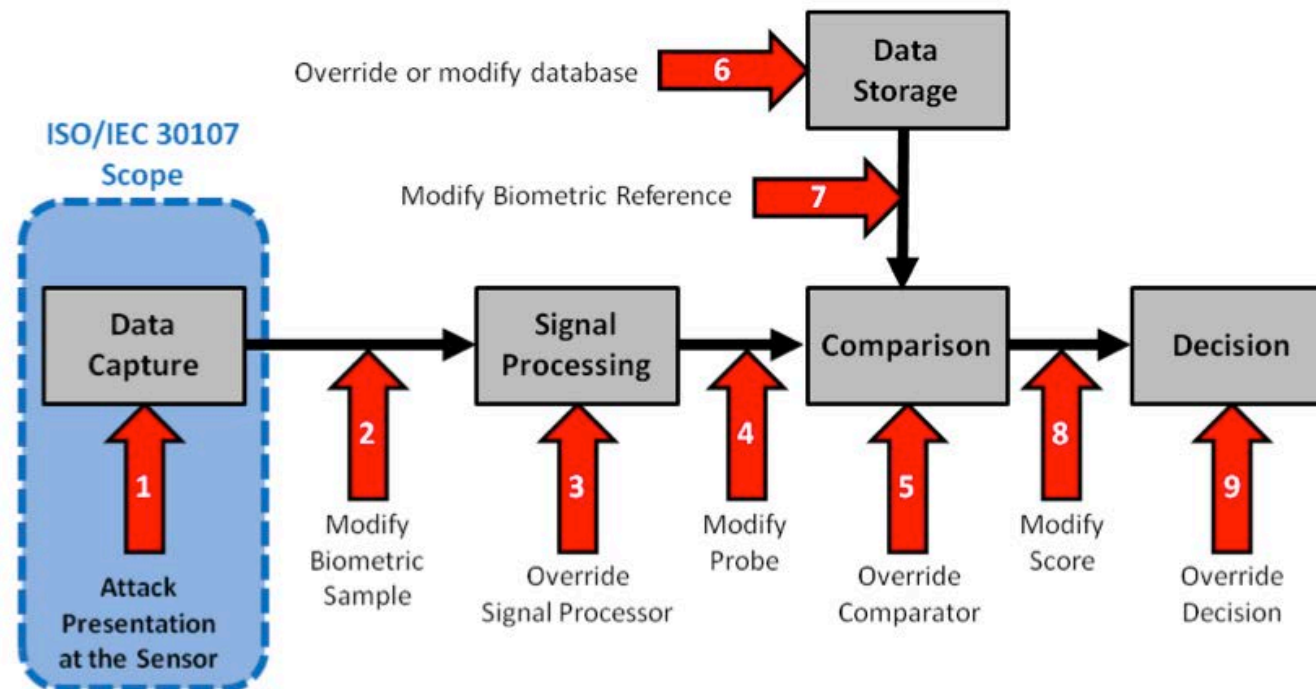 Override or modify database
6
Data
Storage
ISO/IEC 30107
Scope
Modify Biometric Reference
7
Data
Capture
Signal
Processing
Comparison
Decision
1
2
3
4
5
8
9
Attack
Presentation
at the Sensor
Modify
Biometric
Sample
Override
Signal Processor
Modify
Probe
Override
Comparator
Modify
Score
Override
Decision